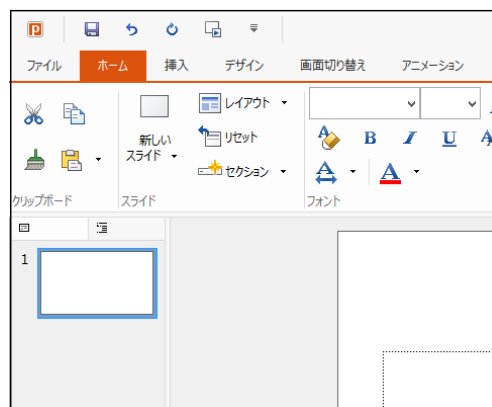 P
ファイル ホーム 挿入 デザイン 画面切り替え アニメーション
新しい
スライド
レイアウト
リセット
セクション
B I U A
A A
クリップボード スライド フォント
1